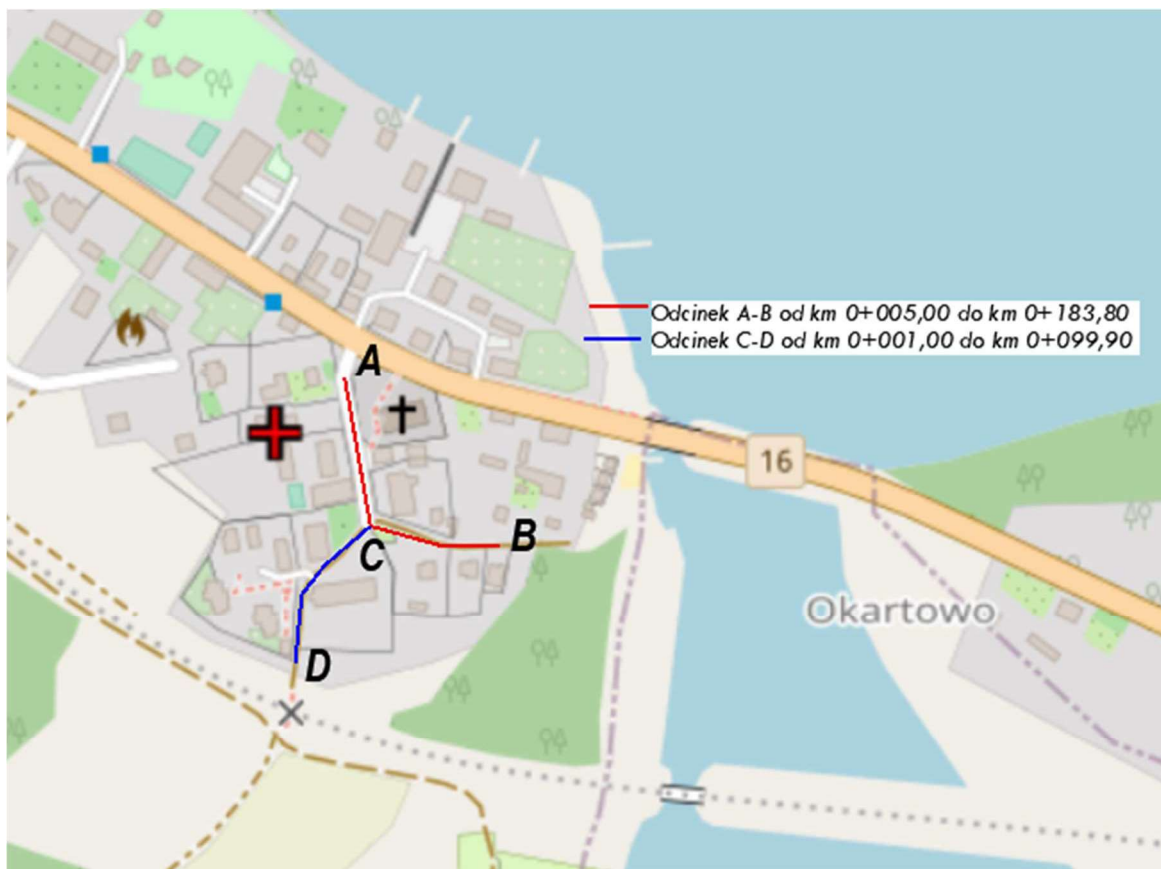 Odcinek A-B od km 0+005,00 do km 0+183,80
Odcinek C-D od km 0+001,00 do km 0+099,90
A
16
B
C
Okartowo
D